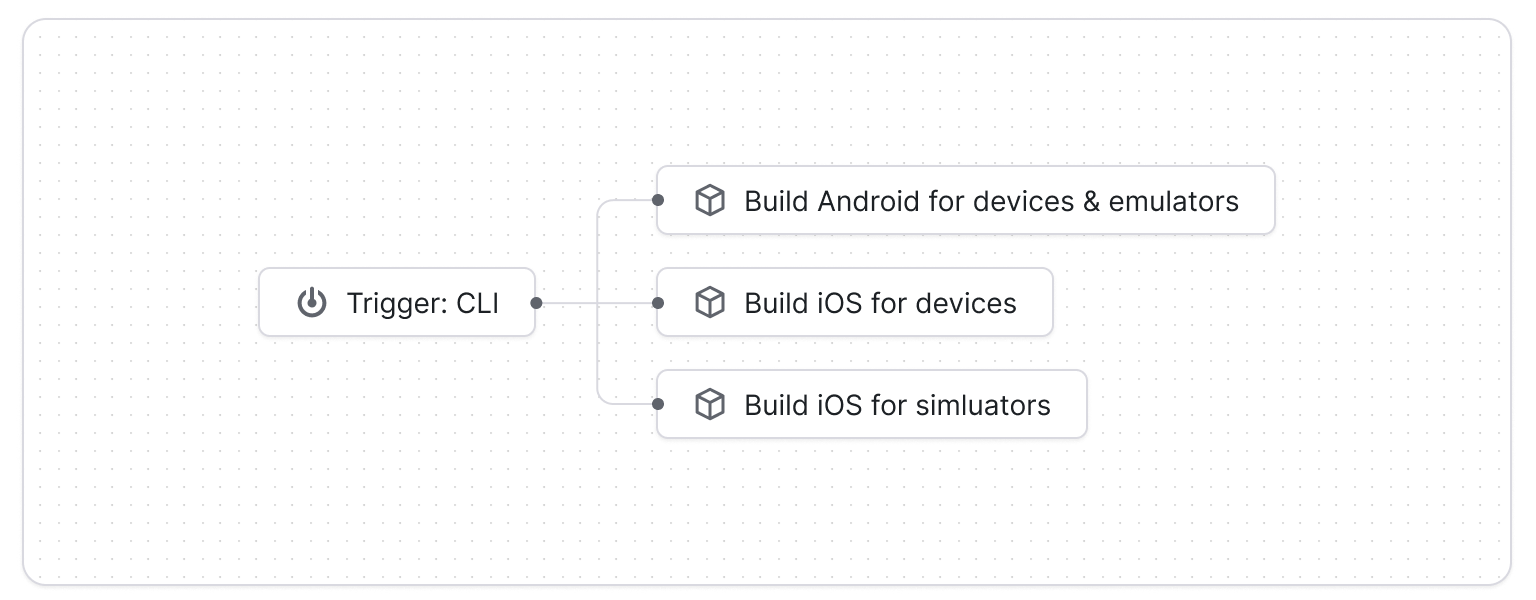 Build Android for devices & emulators
Trigger: CLI
Build iOS for devices
Build iOS for simluators